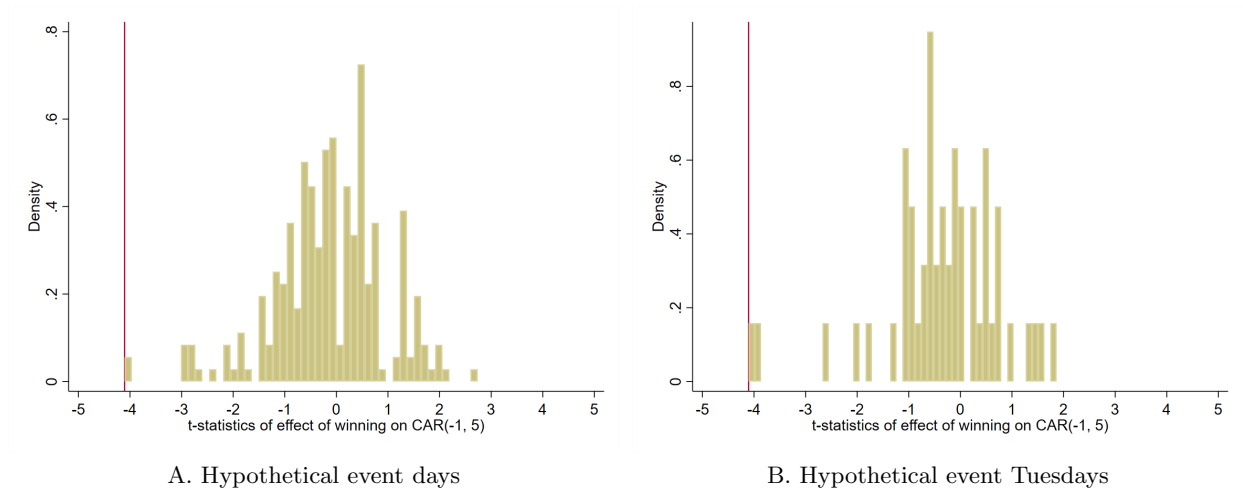 .8
.6
.4
.2
0
Density
-5 -4 -3 -2 -1 0 1 2 3 4 5
t-statistics of effect of winning on CAR(-1, 5)
A. Hypothetical event days
.8
.6
.4
.2
0
Density
-5 -4 -3 -2 -1 0 1 2 3 4 5
t-statistics of effect of winning on CAR(-1, 5)
B. Hypothetical event Tuesdays